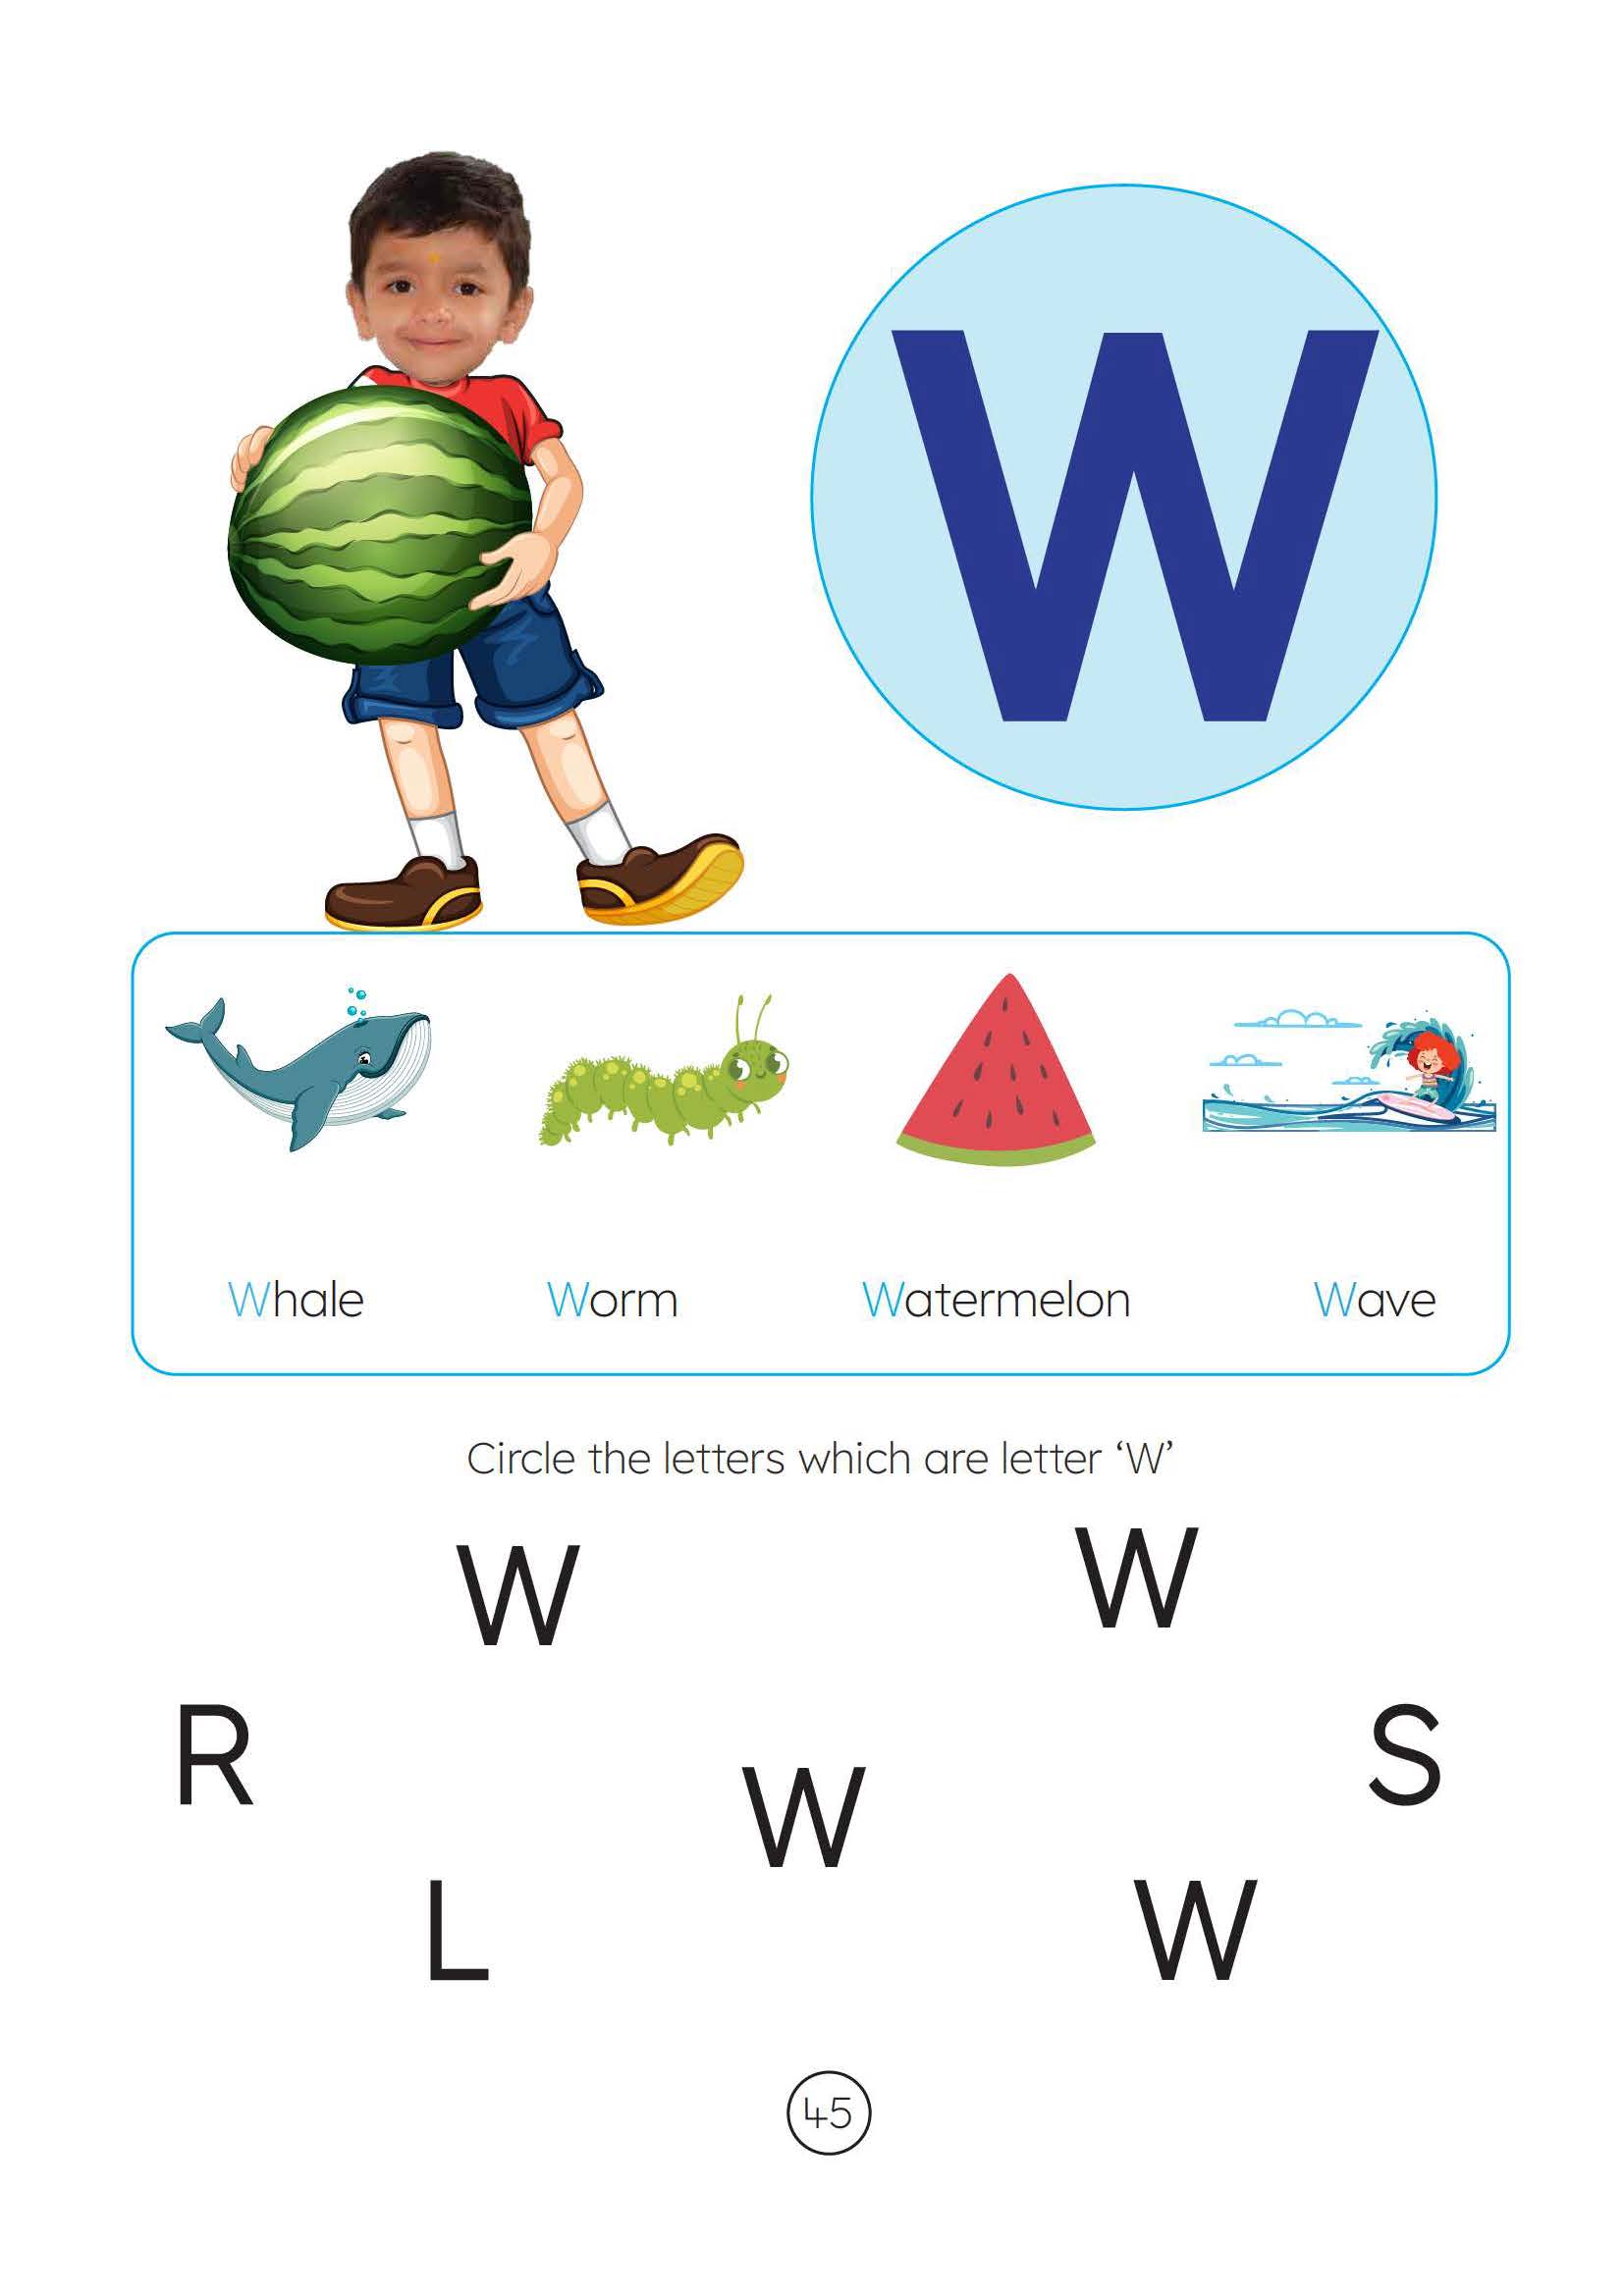 W
Whale Worm Watermelon Wave
Circle the letters which are letter ‘W’
W W
R S
W
L W
45